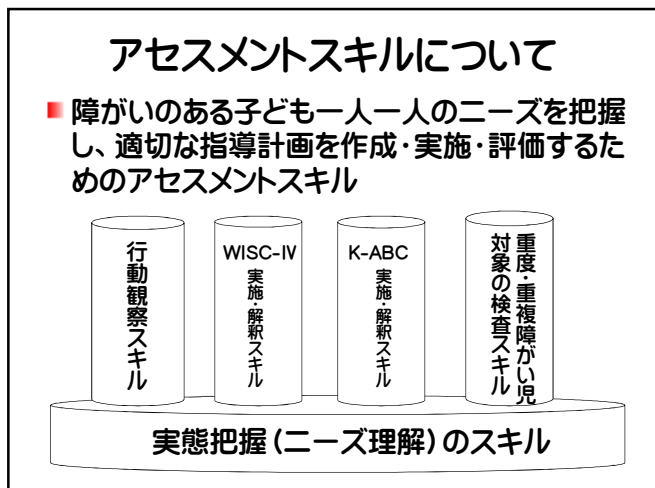 アセスメントスキルについて
障がいのある子ども一人一人のニーズを把握
し、適切な指導計画を作成・実施・評価するた
めのアセスメントスキル
行動観察スキル
WISC-Ⅳ
実施・解釈スキル
K-ABC
実施・解釈スキル
重度・重複障がい児
対象の検査スキル
実態把握(ニーズ理解)のスキル